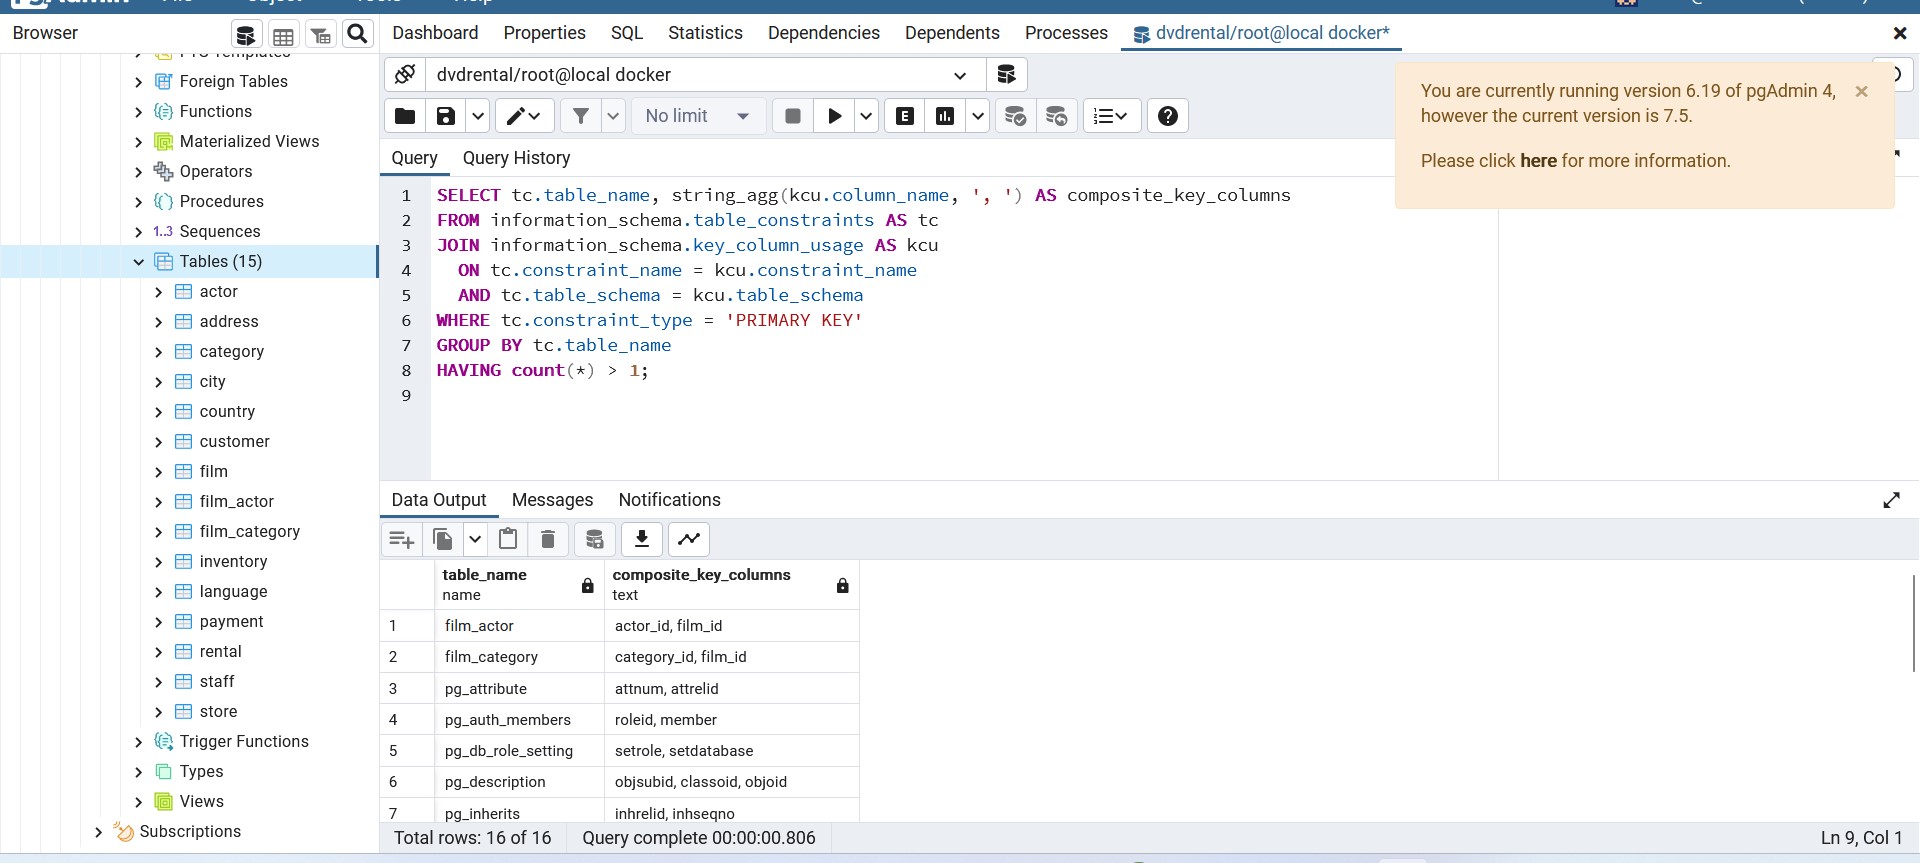 Browser
Dashboard Properties SQL Statistics Dependencies Dependents Processes dvdrental/root@local docker*
dvdrental/root@local docker
No limit
You are currently running version 6.19 of pgAdmin 4,
however the current version is 7.5.
Please click here for more information.
Foreign Tables
Functions
Materialized Views
Operators
Procedures
1..3 Sequences
Tables (15)
actor
address
category
city
country
customer
film
film_actor
film_category
inventory
language
payment
rental
staff
store
Trigger Functions
Types
Views
Subscriptions
Query Query History
1 SELECT tc.table_name, string_agg(kcu.column_name, ', ') AS composite_key_columns
2 FROM information_schema.table_constraints AS tc
3 JOIN information_schema.key_column_usage AS kcu
4 ON tc.constraint_name = kcu.constraint_name
5 AND tc.table_schema = kcu.table_schema
6 WHERE tc.constraint_type = 'PRIMARY KEY'
7 GROUP BY tc.table_name
8 HAVING count(*) > 1;
9
Data Output Messages Notifications
table_name composite_key_columns
name text
1 film_actor actor_id, film_id
2 film_category category_id, film_id
3 pg_attribute attnum, attrelid
4 pg_auth_members roleid, member
5 pg_db_role_setting setrole, setdatabase
6 pg_description objsubid, classoid, objoid
7 pg_inherits inhrelid, inhseqno
Total rows: 16 of 16 Query complete 00:00:00.806 Ln 9, Col 1